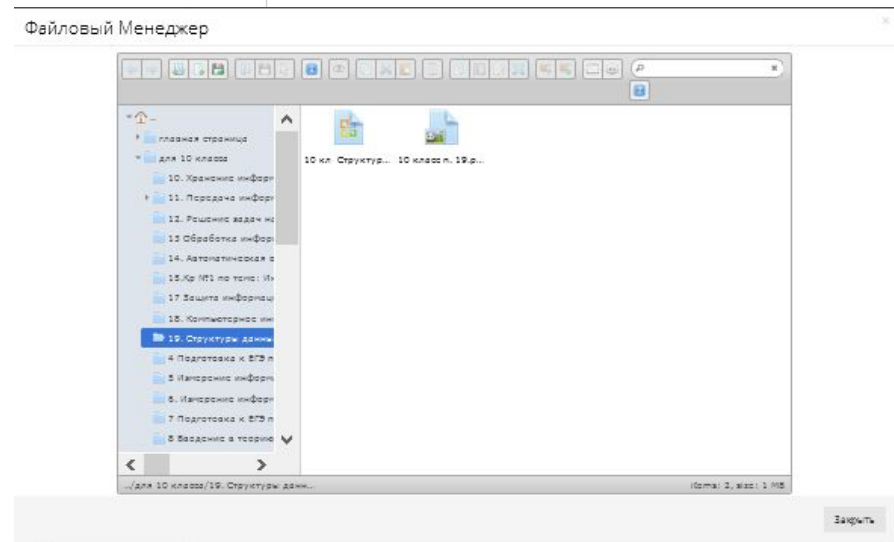 Файловый Менеджер
главная страница
для 10 класса
10. Хранение информ
11. Передача информ
12. Решение задач на
13 Обработка информ
14. Автоматическая о
15.Кр №1 по теме: Ин
17 Защита информаци
18. Компьютерное ин
19. Структуры данны
4 Подготовка к ЕГЭ п
5 Измерение информ
6. Измерение информ
7 Подготовка к ЕГЭ п
8 Введение в теорию
10 кл Структур... 10 класс п. 19.p...
../для 10 класса/19. Структуры данн.. Items: 2, size: 1 MB
Закрыть